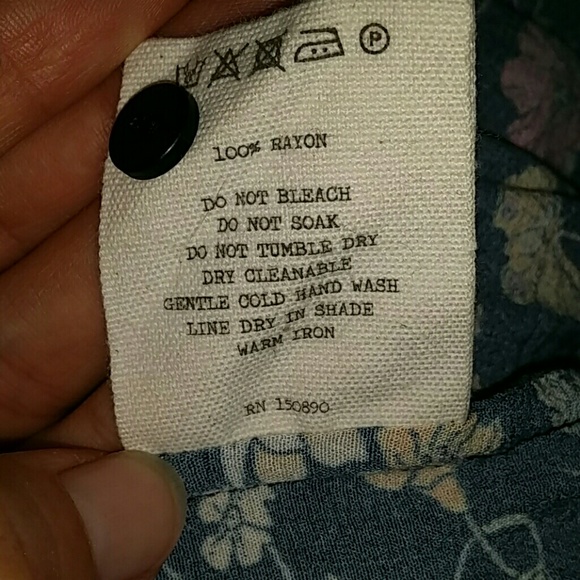 P
100% RAYON
DO NOT BLEACH
DO NOT SOAK
DO NOT TUMBLE DRY
DRY CLEANABLE
GENTLE COLD HAND WASH
LINE DRY IN SHADE
WARM IRON
RN 150890